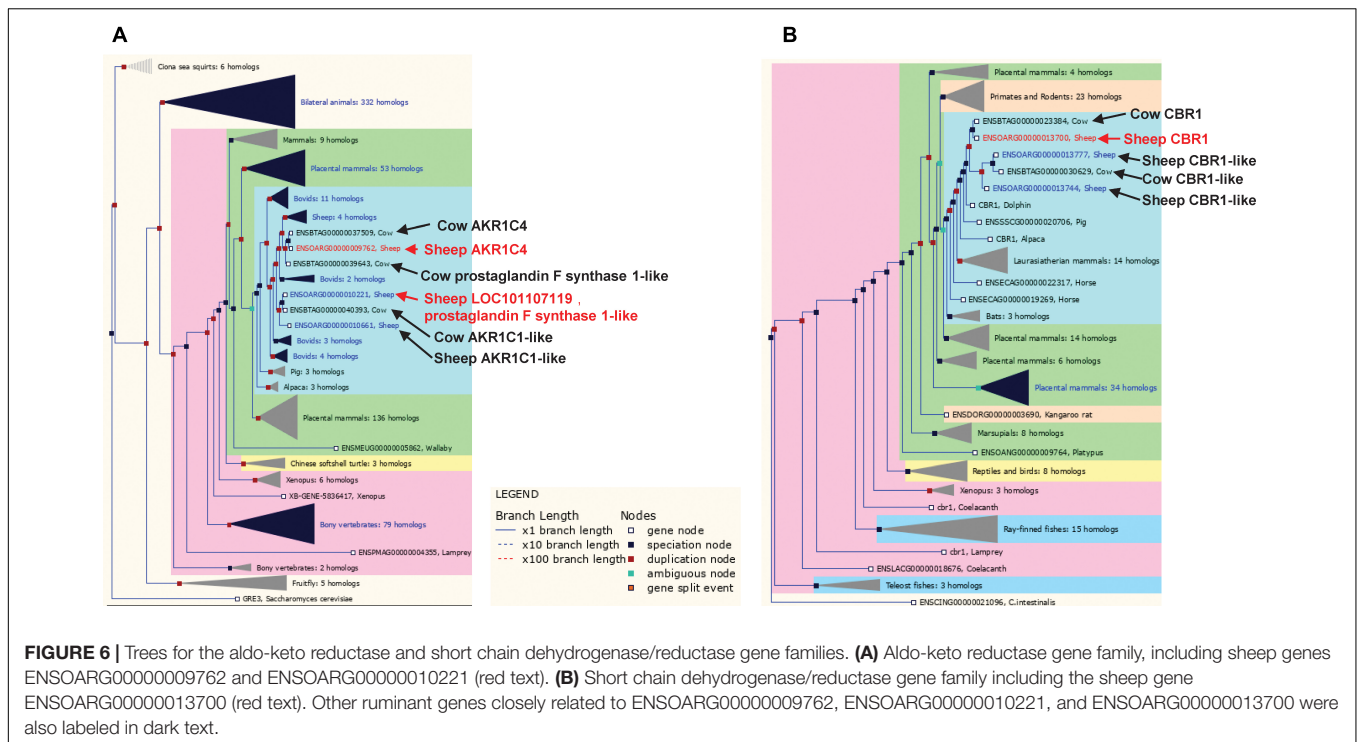 A
Ciona sea squirts: 6 homologs
Bilateral animals: 332 homologs
Mammals: 9 homologs
Placental mammals: 53 homologs
Bovids: 11 homologs
Sheep: 4 homologs
ENSBTAG00000037509, Cow
ENSOARG00000009762, Sheep
ENSBTAG00000039643, Cow
Bovids: 2 homologs
ENSOARG00000010221, Sheep
ENSBTAG00000040393, Cow
ENSOARG00000010661, Sheep
Bovids: 3 homologs
Bovids: 4 homologs
Pig: 3 homologs
Alpaca: 3 homologs
Placental mammals: 136 homologs
ENSMEUG00000005862, Wallaby
Chinese softshell turtle: 3 homologs
Xenopus: 6 homologs
XB-GENE-5836417, Xenopus
Bony vertebrates: 79 homologs
ENSPMAG00000004355, Lamprey
Bony vertebrates: 2 homologs
Fruitfly: 5 homologs
GRE3, Saccharomyces cerevisiae
Cow AKR1C4
Sheep AKR1C4
Cow prostaglandin F synthase 1-like
Sheep LOC101107119 ,
prostaglandin F synthase 1-like
Cow AKR1C1-like
Sheep AKR1C1-like
LEGEND
Branch Length
x1 branch length
x10 branch length
x100 branch length
Nodes
gene node
speciation node
duplication node
ambiguous node
gene split event
B
Placental mammals: 4 homologs
Primates and Rodents: 23 homologs
ENSBTAG00000023384, Cow
ENSOARG00000013700, Sheep
ENSOARG00000013777, Sheep
ENSBTAG00000030629, Cow
ENSOARG00000013744, Sheep
CBR1, Dolphin
ENSSSCG00000020706, Pig
CBR1, Alpaca
Laurasiatherian mammals: 14 homologs
ENSECAG00000022317, Horse
ENSECAG00000019269, Horse
Bats: 3 homologs
Placental mammals: 14 homologs
Placental mammals: 6 homologs
Placental mammals: 34 homologs
ENSDORG00000003690, Kangaroo rat
Marsupials: 8 homologs
ENSOANG00000009764, Platypus
Reptiles and birds: 8 homologs
Xenopus: 3 homologs
cbr1, Coelacanth
Ray-finned fishes: 15 homologs
cbr1, Lamprey
ENSLACG00000018676, Coelacanth
Teleost fishes: 3 homologs
ENSCING00000021096, C.intestinalis
Cow CBR1
Sheep CBR1
Sheep CBR1-like
Cow CBR1-like
Sheep CBR1-like
FIGURE 6 | Trees for the aldo-keto reductase and short chain dehydrogenase/reductase gene families. (A) Aldo-keto reductase gene family, including sheep genes
ENSOARG00000009762 and ENSOARG00000010221 (red text). (B) Short chain dehydrogenase/reductase gene family including the sheep gene
ENSOARG00000013700 (red text). Other ruminant genes closely related to ENSOARG00000009762, ENSOARG00000010221, and ENSOARG00000013700 were
also labeled in dark text.